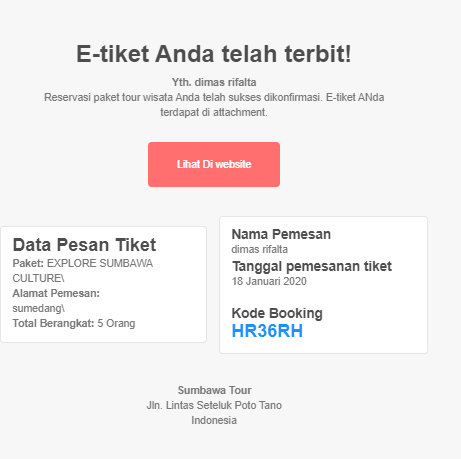 E-tiket Anda telah terbit!
Yth. dimas rifalta
Reservasi paket tour wisata Anda telah sukses dikonfirmasi. E-tiket ANda
terdapat di attachment.
Lihat Di website
Data Pesan Tiket
Paket: EXPLORE SUMBAWA
CULTURE\
Alamat Pemesan:
sumedang\
Total Berangkat: 5 Orang
Nama Pemesan
dimas rifalta
Tanggal pemesanan tiket
18 Januari 2020
Kode Booking
HR36RH
Sumbawa Tour
Jln. Lintas Seteluk Poto Tano
Indonesia